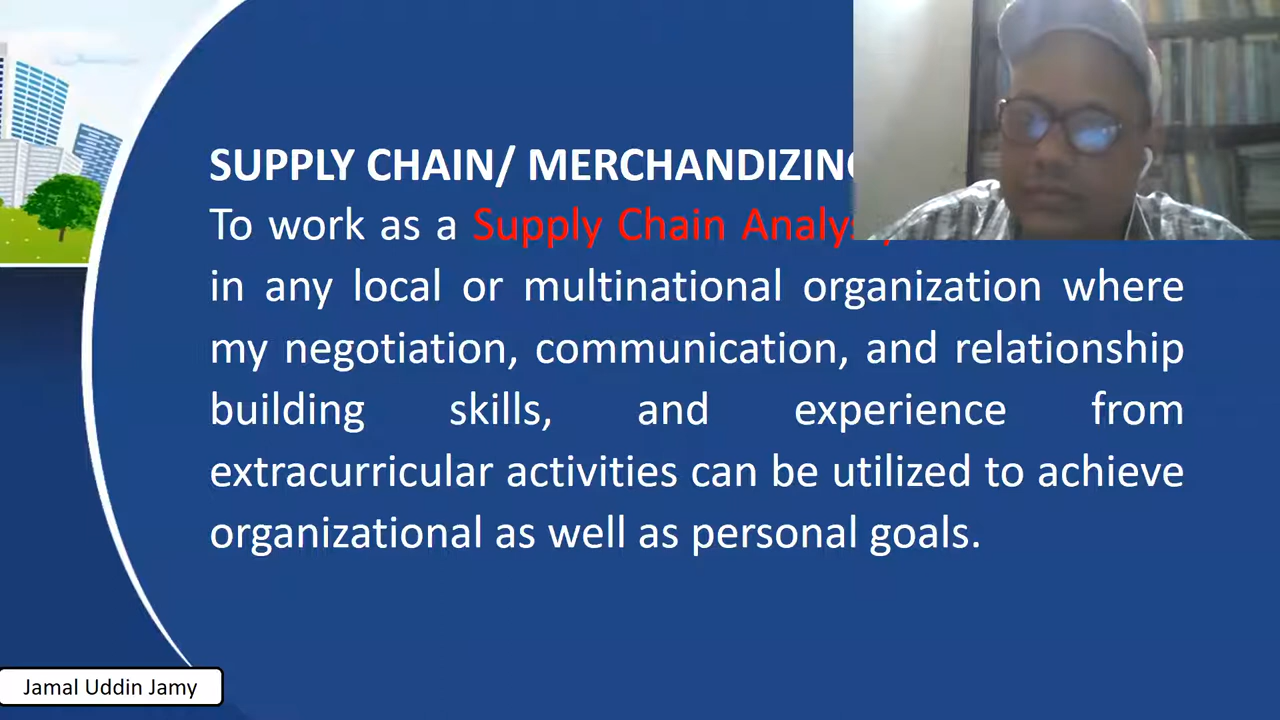 SUPPLY CHAIN/
To work as a Supply Chain
in any local or multinational organization where
my negotiation, communication, and relationship
building skills, and experience from
extracurricular activities can be utilized to achieve
organizational as well as personal goals.
Jamal Uddin Jamy